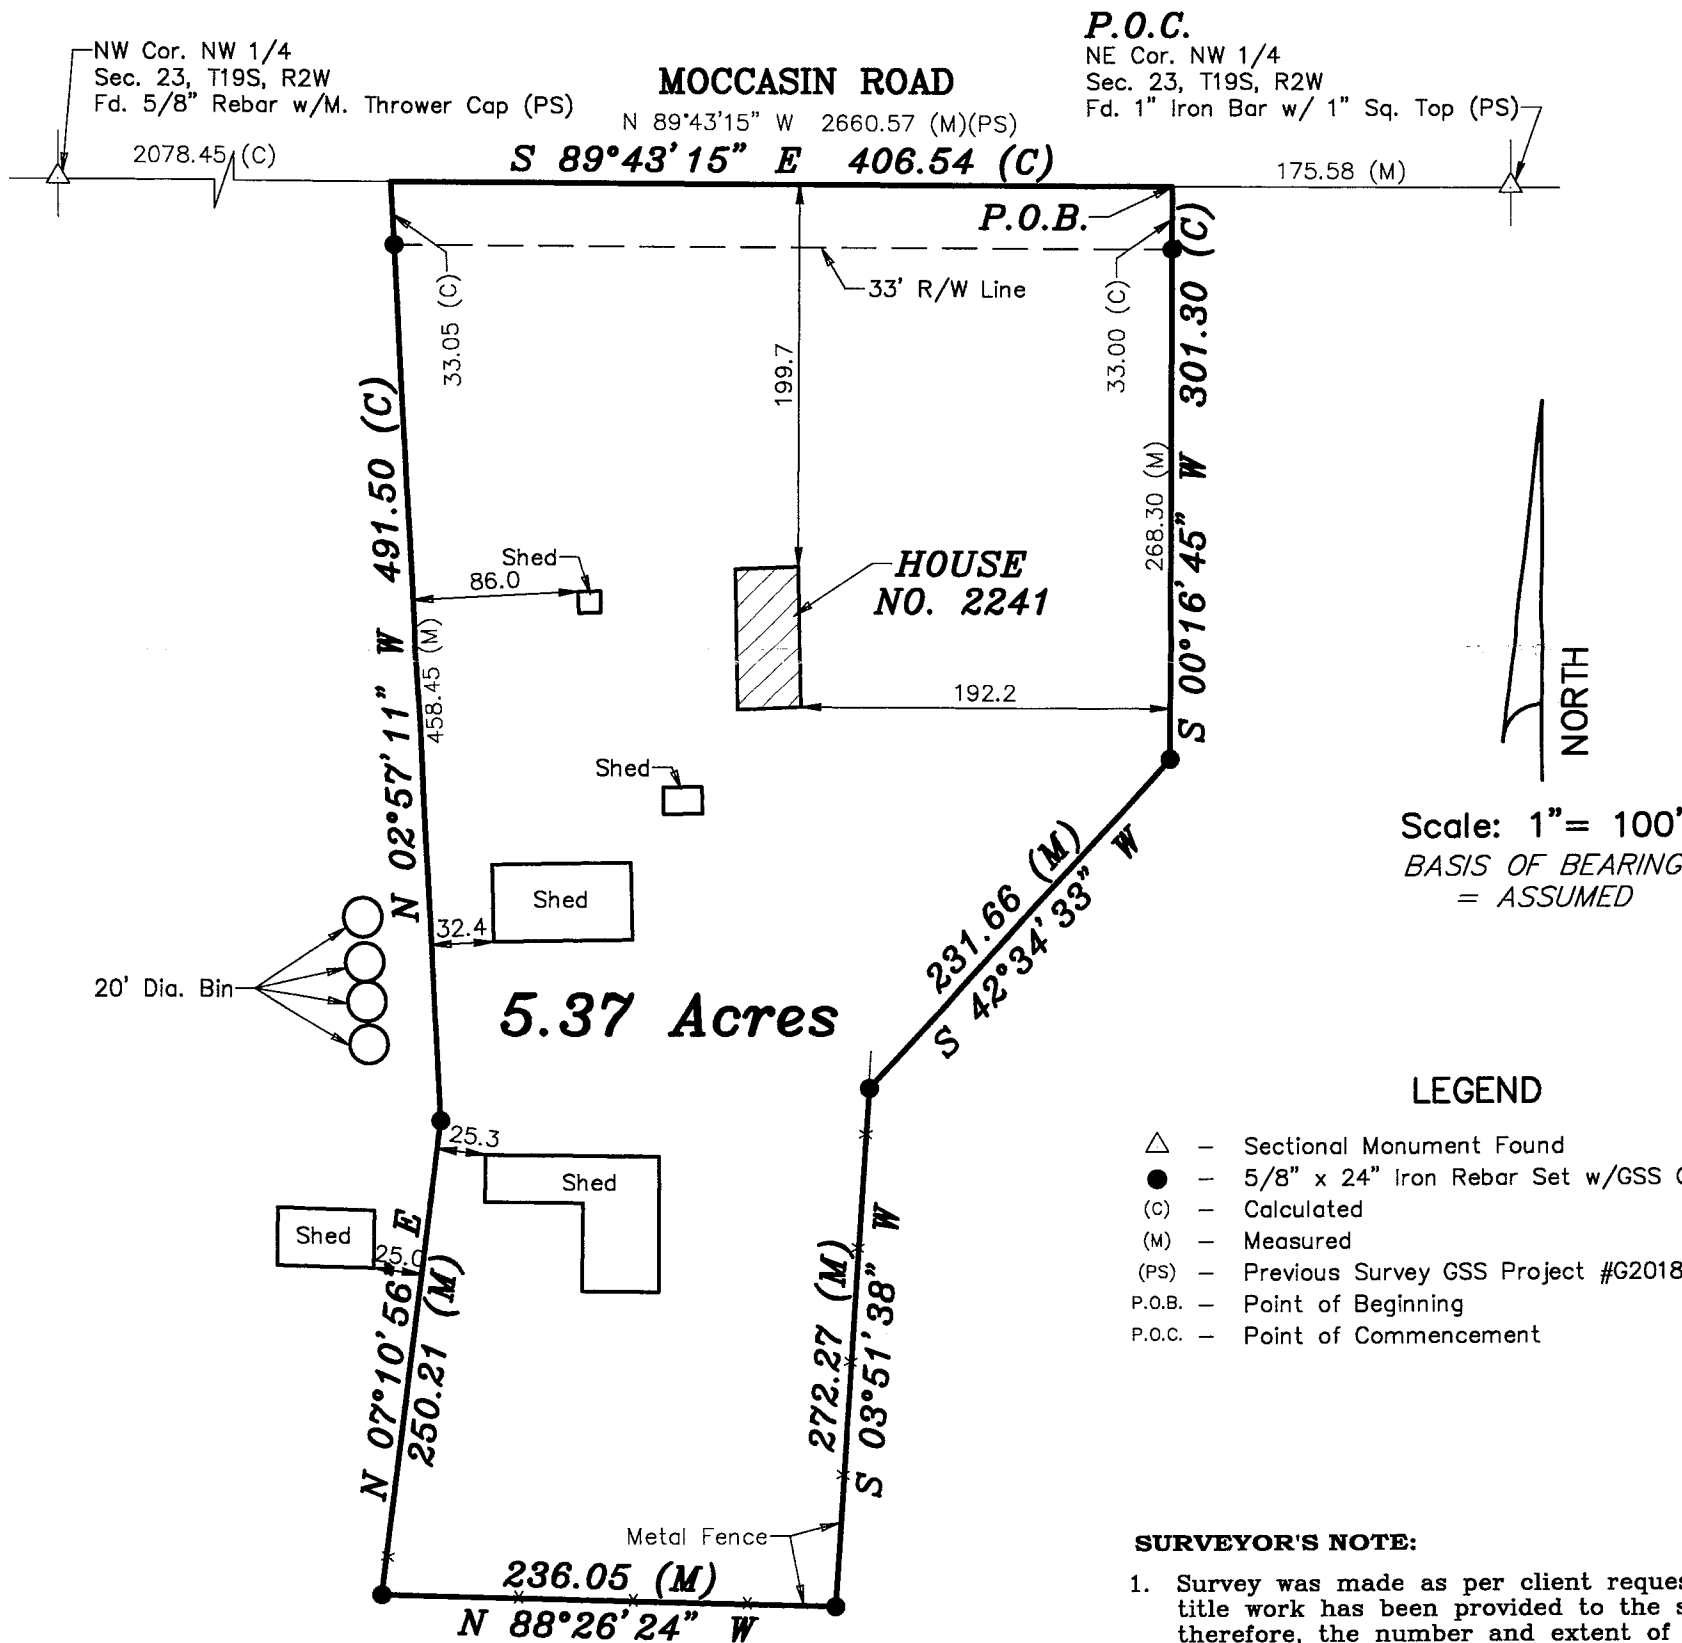 NW Cor. NW 1/4
Sec. 23, T19S, R2W
Fd. 5/8" Rebar w/M. Thrower Cap (PS)
MOCCASIN ROAD
N 89°43'15" W 2660.57 (M)(PS)
P.O.C.
NE Cor. NW 1/4
Sec. 23, T19S, R2W
Fd. 1" Iron Bar w/ 1" Sq. Top (PS)
2078.45 (C)
S 89°43'15" E 406.54 (C)
175.58 (M)
P.O.B.
33' R/W Line
33.05 (C)
33.00 (C)
199.7
S 00°16'45" W 301.30 (C)
268.30 (M)
N 02°57'11" W 491.50 (C)
458.45 (M)
Shed
86.0
HOUSE
NO. 2241
192.2
NORTH
Shed
Scale: 1"= 100'
BASIS OF BEARING
= ASSUMED
Shed
32.4
231.66 (M)
S 42°34'33" W
20' Dia. Bin
5.37 Acres
25.3
Shed
Shed
25.0
N 07°10'56" E
250.21 (M)
272.27 (M)
S 03°51'38" W
LEGEND
△ – Sectional Monument Found
● – 5/8" x 24" Iron Rebar Set w/GSS
(C) – Calculated
(M) – Measured
(PS) – Previous Survey GSS Project #G2018
P.O.B. – Point of Beginning
P.O.C. – Point of Commencement
Metal Fence
236.05 (M)
N 88°26'24" W
SURVEYOR'S NOTE:
1. Survey was made as per client
title work has been provided to the
therefore, the number and extent of